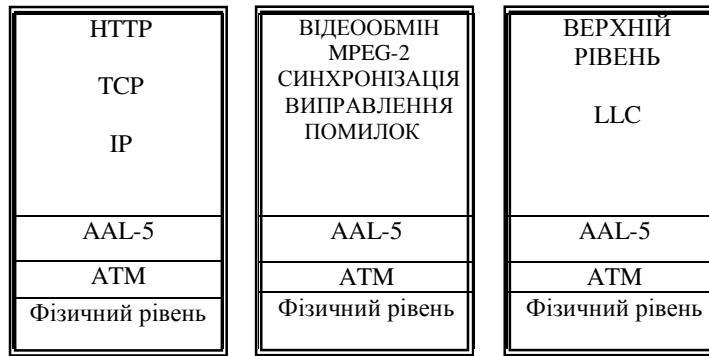 HTTP
TCP
IP
AAL-5
ATM
Фізичний рівень
ВІДЕООБМІН
MPEG-2
СИНХРОНІЗАЦІЯ
ВИПРАВЛЕННЯ
ПОМИЛОК
AAL-5
ATM
Фізичний рівень
ВЕРХНІЙ
РІВЕНЬ
LLC
AAL-5
ATM
Фізичний рівень